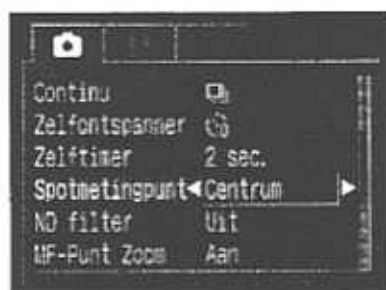 Continu
Zelfontspanner
Zelftimer 2 sec.
Spotmetingpunt Centrum
ND filter Uit
MF-Punt Zoom Aan